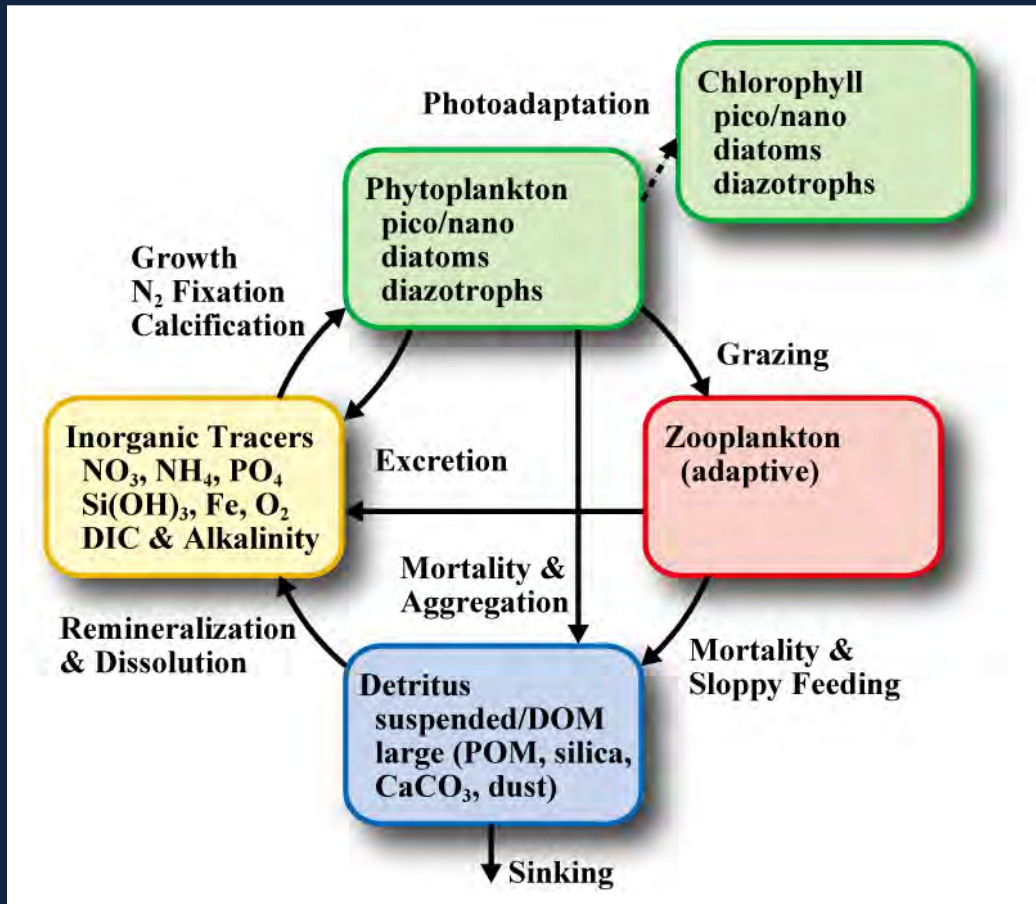 Photoadaptation
Chlorophyll
pico/nano
diatoms
diazotrophs
Phytoplankton
pico/nano
diatoms
diazotrophs
Growth
N₂ Fixation
Calcification
Grazing
Inorganic Tracers
NO₃, NH₄, PO₄
Si(OH)₃, Fe, O₂
DIC & Alkalinity
Excretion
Zooplankton
(adaptive)
Mortality &
Aggregation
Remineralization
& Dissolution
Mortality &
Sloppy Feeding
Detritus
suspended/DOM
large (POM, silica,
CaCO₃, dust)
Sinking